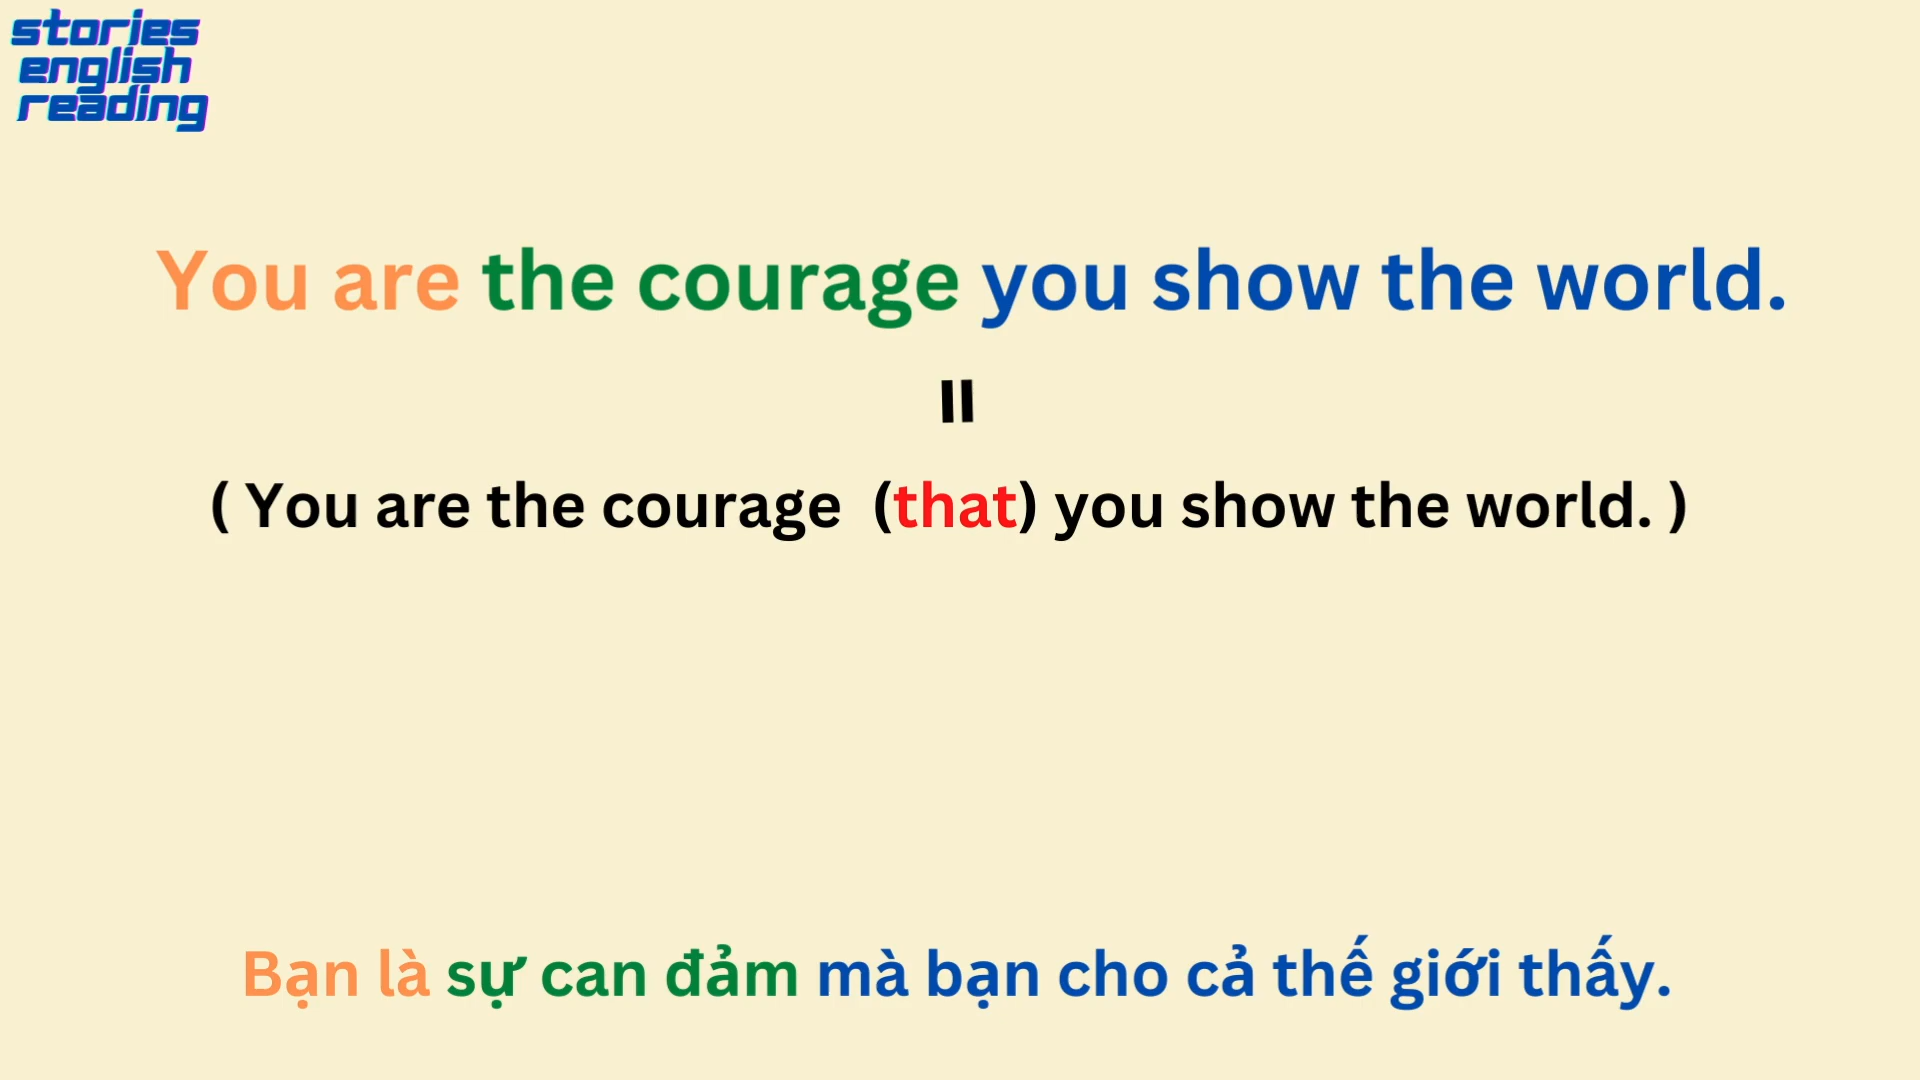 stories
english
reading
You are the courage you show the world.
=
( You are the courage (that) you show the world. )
Bạn là sự can đảm mà bạn cho cả thế giới thấy.